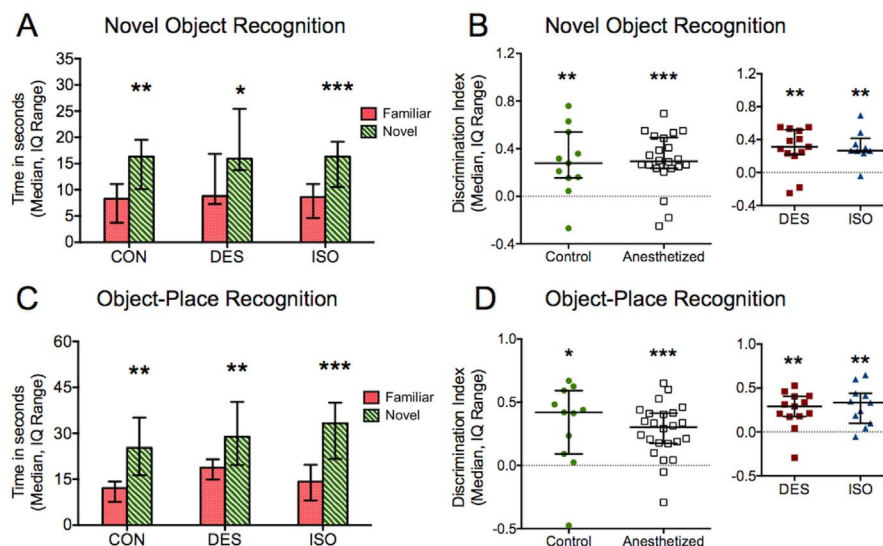 A
Novel Object Recognition
Time in seconds
(Median, IQ Range)
35
30
25
20
15
10
5
0
**
*
***
Familiar
Novel
CON
DES
ISO
B
Novel Object Recognition
Discrimination Index
(Median, IQ Range)
1.2
0.8
0.4
0.0
-0.4
**
***
Control
Anesthetized
1.2
0.8
0.4
0.0
-0.4
**
**
DES
ISO
C
Object-Place Recognition
Time in seconds
(Median, IQ Range)
60
45
30
15
0
**
**
***
Familiar
Novel
CON
DES
ISO
D
Object-Place Recognition
Discrimination Index
(Median, IQ Range)
1.0
0.5
0.0
-0.5
*
***
Control
Anesthetized
1.0
0.5
0.0
-0.5
**
**
DES
ISO